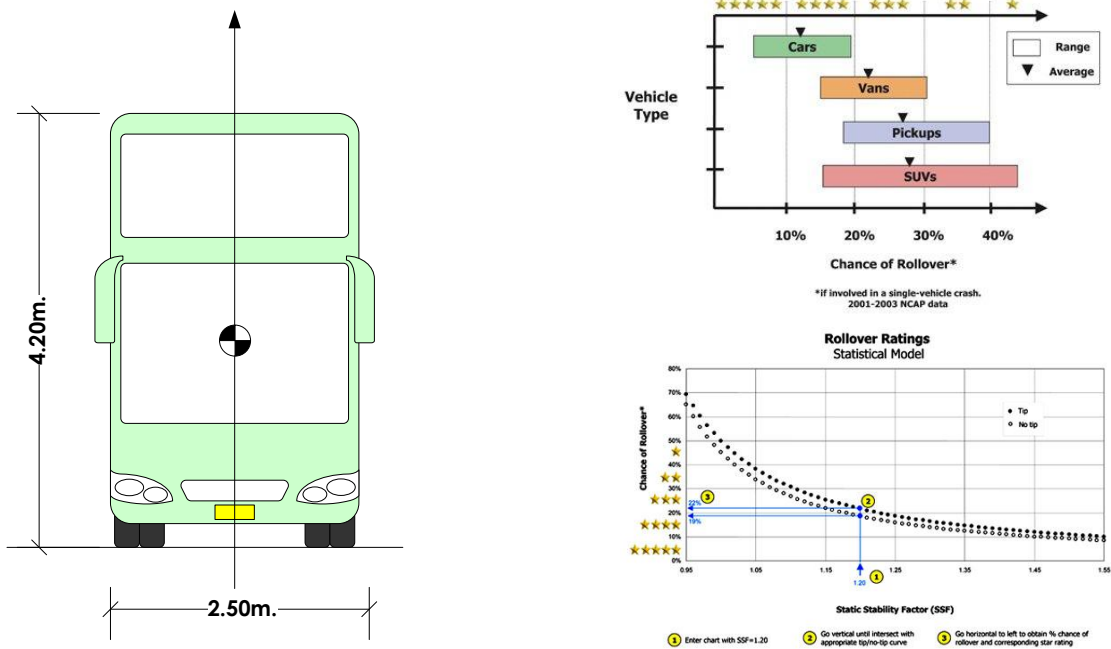 4.20m.
2.50m.
Vehicle
Type
Cars
Vans
Pickups
SUVs
Range
Average
10%
20%
30%
40%
Chance of Rollover*
*if involved in a single-vehicle crash.
2001-2003 NCAP data
Rollover Ratings
Statistical Model
Chance of Rollover*
80%
70%
60%
50%
40%
30%
20%
10%
0%
Tip
No tip
22%
19%
3
2
1
1.20
0.95
1.05
1.15
1.25
1.35
1.45
1.55
Static Stability Factor (SSF)
1 Enter chart with SSF=1.20
2 Go vertical until intersect with
appropriate tip/no-tip curve
3 Go horizontal to left to obtain % chance of
rollover and corresponding star rating